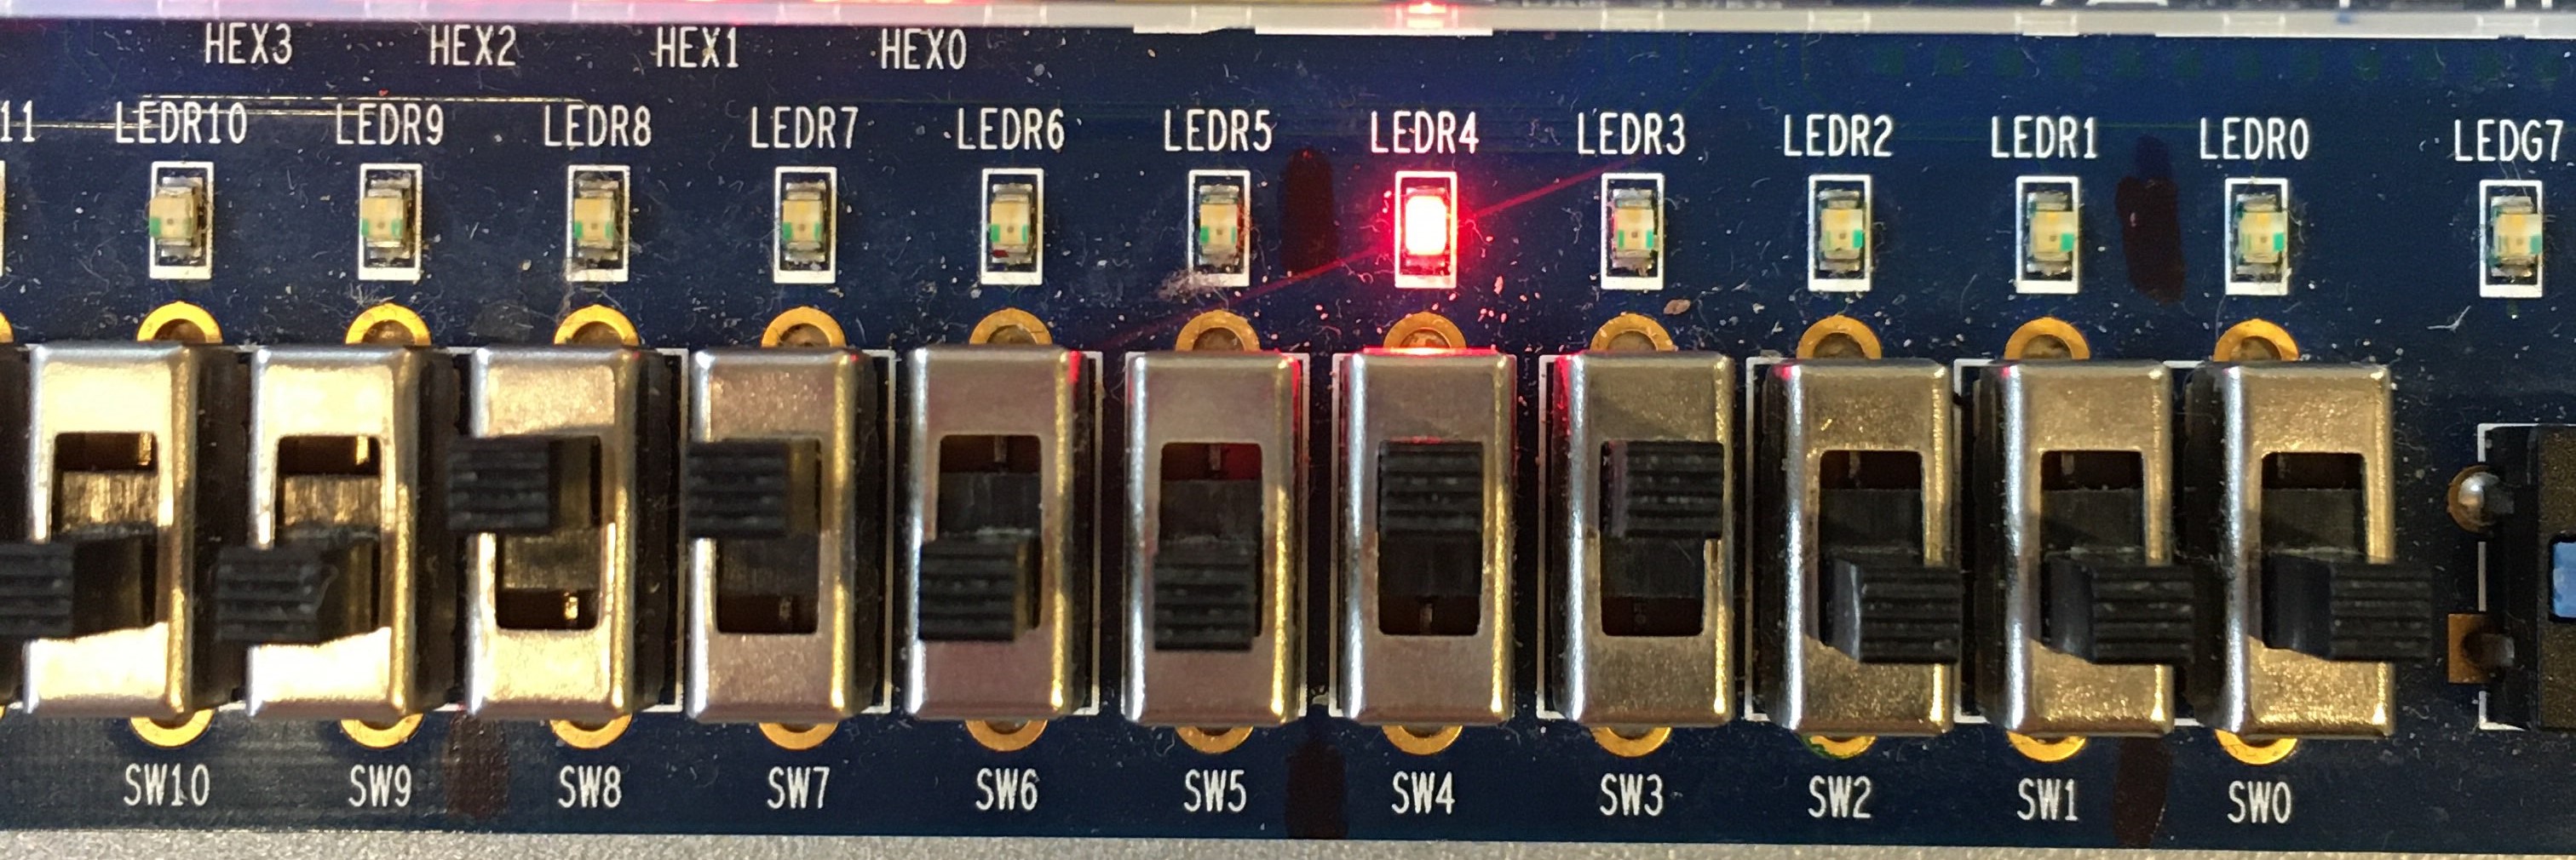 HEX3 HEX2 HEX1 HEX0
11 LEDR10 LEDR9 LEDR8 LEDR7 LEDR6 LEDR5 LEDR4 LEDR3 LEDR2 LEDR1 LEDR0 LEDG7
SW10 SW9 SW8 SW7 SW6 SW5 SW4 SW3 SW2 SW1 SW0